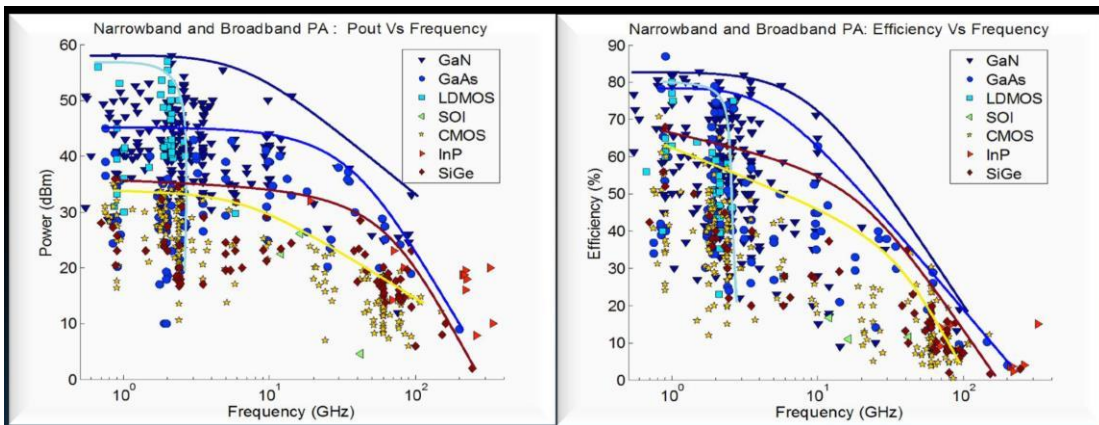 Narrowband and Broadband PA : Pout Vs Frequency
60
50
40
30
20
10
0
Power (dBm)
GaN
GaAs
LDMOS
SOI
CMOS
InP
SiGe
10⁰
10¹
10²
Frequency (GHz)
Narrowband and Broadband PA: Efficiency Vs Frequency
90
80
70
60
50
40
30
20
10
0
Efficiency (%)
GaN
GaAs
LDMOS
SOI
CMOS
InP
SiGe
10⁰
10¹
10²
Frequency (GHz)